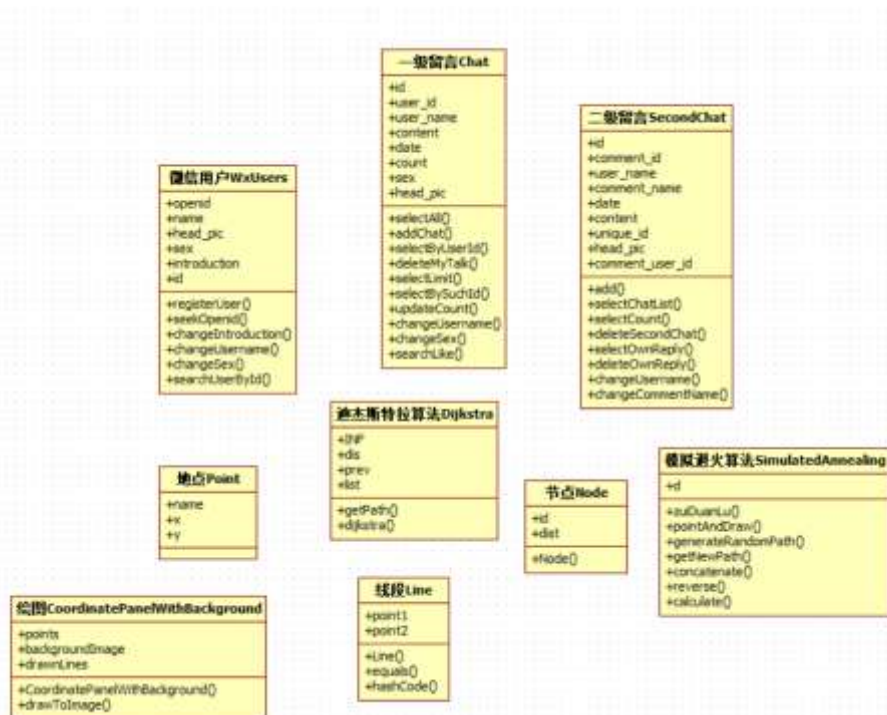 一级留言Chat
+id
+user_id
+user_name
+content
+date
+count
+sex
+head_pic
+selectAll()
+addChat()
+selectByUserId()
+deleteMyTalk()
+selectLimit()
+selectBySuchId()
+updateCount()
+changeUsername()
+changeSex()
+searchLike()
二级留言SecondChat
+id
+comment_id
+user_name
+comment_name
+date
+content
+unique_id
+head_pic
+comment_user_id
+add()
+selectChatList()
+selectCount()
+deleteSecondChat()
+selectOwnReply()
+deleteOwnReply()
+changeUsername()
+changeCommentName()
微信用户WxUsers
+openid
+name
+head_pic
+sex
+introduction
+id
+registerUser()
+seekOpenid()
+changeIntroduction()
+changeUsername()
+changeSex()
+searchUserById()
迪杰斯特拉算法Dijkstra
+INF
+dis
+prev
+list
+getPath()
+dijkstra()
地点Point
+name
+x
+y
节点Node
+id
+dist
+Node()
模拟退火算法SimulatedAnnealing
+d
+zuiDuanLu()
+pointAndDraw()
+generateRandomPath()
+getNewPath()
+concatenate()
+reverse()
+calculate()
绘图CoordinatePanelWithBackground
+points
+backgroundImage
+drawnLines
+CoordinatePanelWithBackground()
+drawToImage()
线段Line
+point1
+point2
+Line()
+equals()
+hashCode()